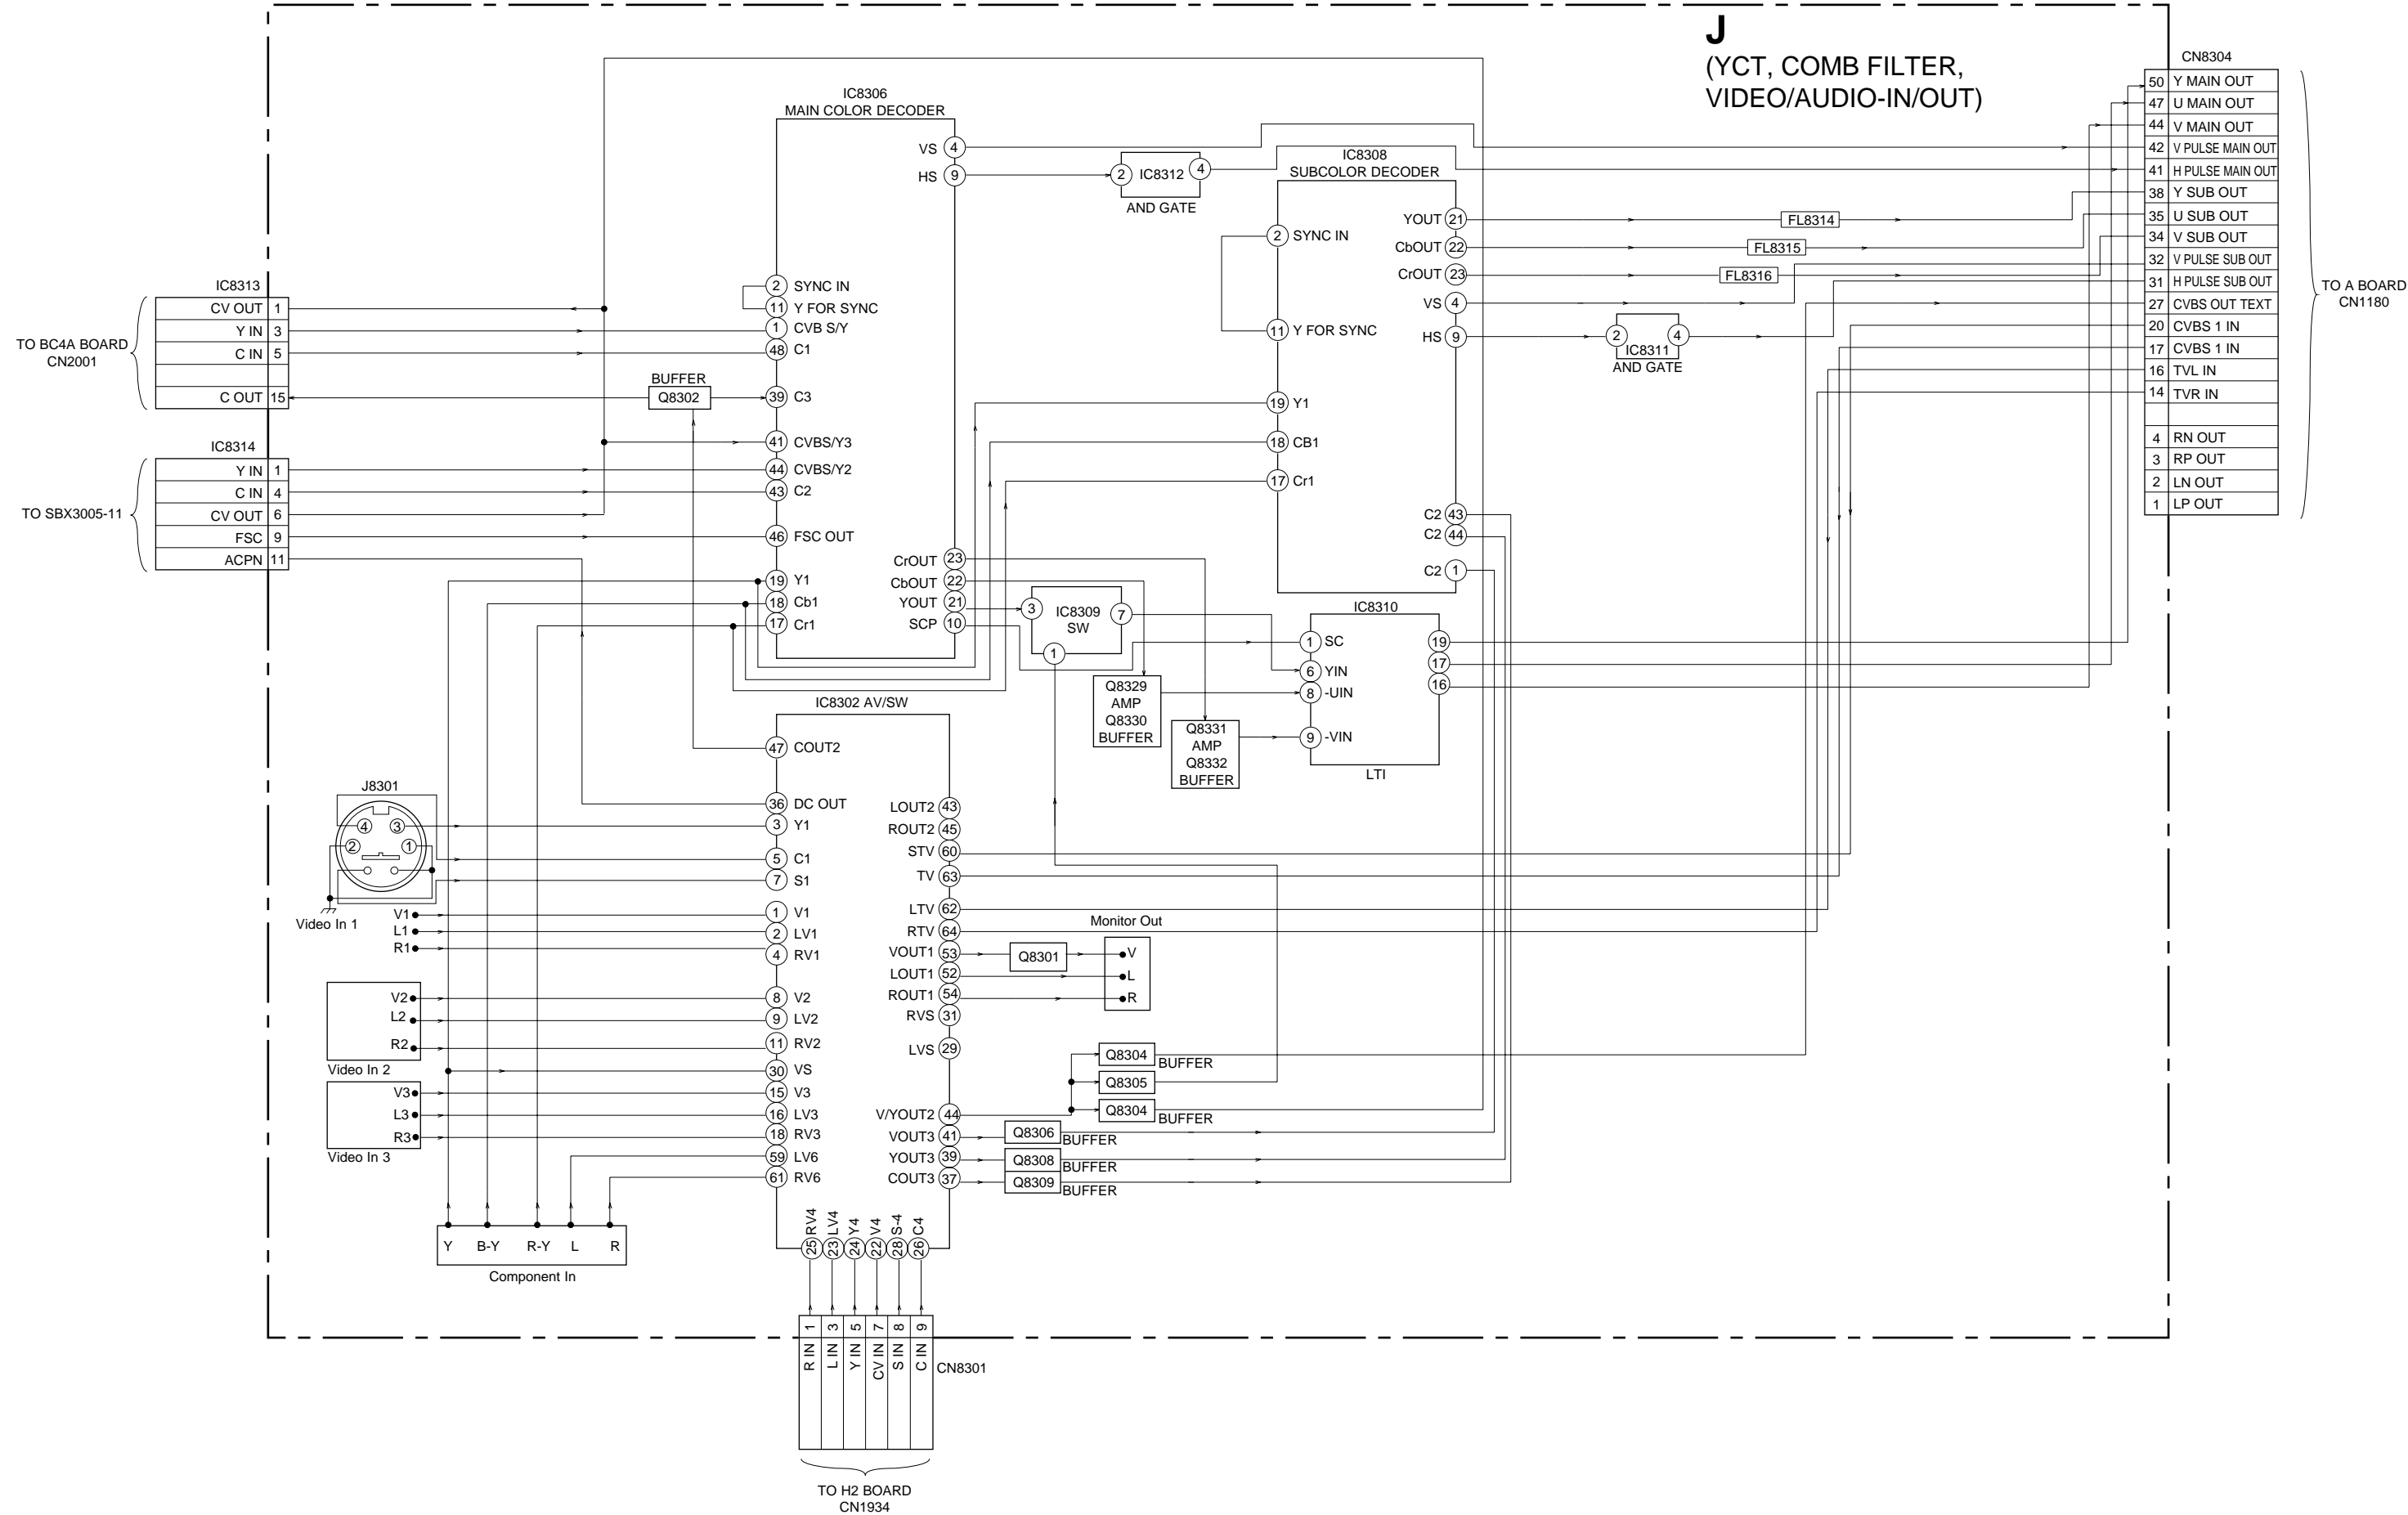 J
(YCT, COMB FILTER,
VIDEO/AUDIO-IN/OUT)
IC8313
CV OUT 1
Y IN 3
C IN 5
C OUT 15
TO BC4A BOARD
CN2001
IC8314
Y IN 1
C IN 4
CV OUT 6
FSC 9
ACPN 11
TO SBX3005-11
IC8306
MAIN COLOR DECODER
VS 4
HS 9
2 SYNC IN
11 Y FOR SYNC
1 CVB S/Y
48 C1
39 C3
41 CVBS/Y3
44 CVBS/Y2
43 C2
46 FSC OUT
19 Y1
18 Cb1
17 Cr1
CrOUT 23
CbOUT 22
YOUT 21
SCP 10
BUFFER
Q8302
2 IC8312 4
AND GATE
IC8308
SUBCOLOR DECODER
2 SYNC IN
11 Y FOR SYNC
19 Y1
18 CB1
17 Cr1
YOUT 21
CbOUT 22
CrOUT 23
VS 4
HS 9
C2 43
C2 44
C2 1
FL8314
FL8315
FL8316
2 4
IC8311
AND GATE
3 IC8309 7
SW
1
IC8310
1 SC
6 YIN
8 -UIN
9 -VIN
19
17
16
LTI
Q8329
AMP
Q8330
BUFFER
Q8331
AMP
Q8332
BUFFER
IC8302 AV/SW
47 COUT2
36 DC OUT
3 Y1
5 C1
7 S1
1 V1
2 LV1
4 RV1
8 V2
9 LV2
11 RV2
30 VS
15 V3
16 LV3
18 RV3
59 LV6
61 RV6
LOUT2 43
ROUT2 45
STV 60
TV 63
LTV 62
RTV 64
VOUT1 53
LOUT1 52
ROUT1 54
RVS 31
LVS 29
V/YOUT2 44
VOUT3 41
YOUT3 39
COUT3 37
25 RV4
23 LV4
24 Y4
22 V4
28 S-4
26 C4
J8301
4 3
2 1
Video In 1
V1
L1
R1
V2
L2
R2
Video In 2
V3
L3
R3
Video In 3
Y B-Y R-Y L R
Component In
Monitor Out
Q8301
V
L
R
Q8304 BUFFER
Q8305
Q8304 BUFFER
Q8306 BUFFER
Q8308 BUFFER
Q8309 BUFFER
R IN 1
L IN 3
Y IN 5
CV IN 7
S IN 8
C IN 9
CN8301
TO H2 BOARD
CN1934
CN8304
50 Y MAIN OUT
47 U MAIN OUT
44 V MAIN OUT
42 V PULSE MAIN OUT
41 H PULSE MAIN OUT
38 Y SUB OUT
35 U SUB OUT
34 V SUB OUT
32 V PULSE SUB OUT
31 H PULSE SUB OUT
27 CVBS OUT TEXT
20 CVBS 1 IN
17 CVBS 1 IN
16 TVL IN
14 TVR IN
4 RN OUT
3 RP OUT
2 LN OUT
1 LP OUT
TO A BOARD
CN1180